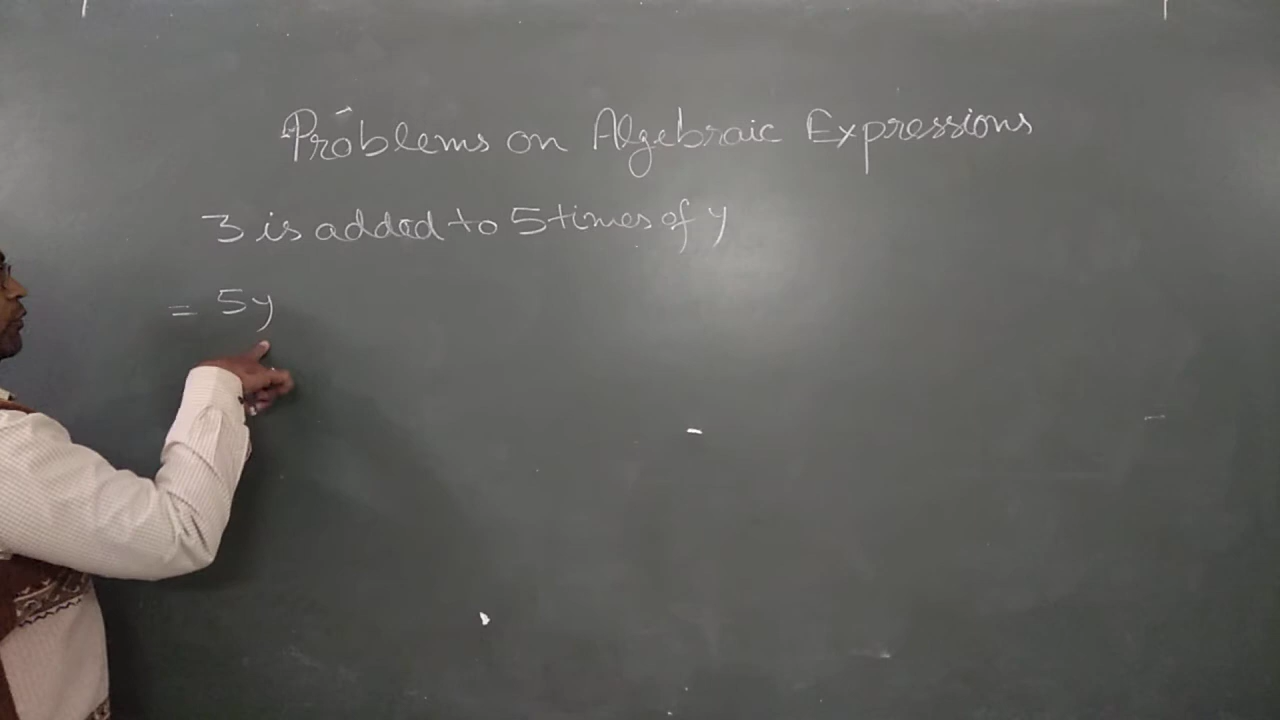 Problems on Algebraic Expressions
3 is added to 5 times of y
= 5y